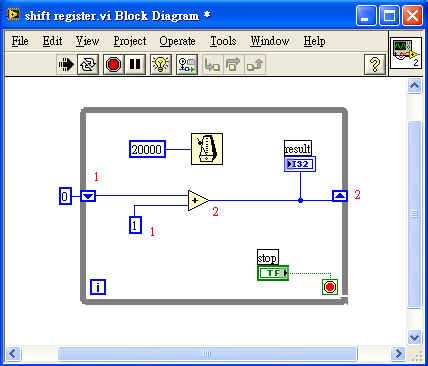 shift register.vi Block Diagram *
File Edit View Project Operate Tools Window Help
?
2
20000
result
I32
0
1
+
2
2
1
1
stop
TF
i